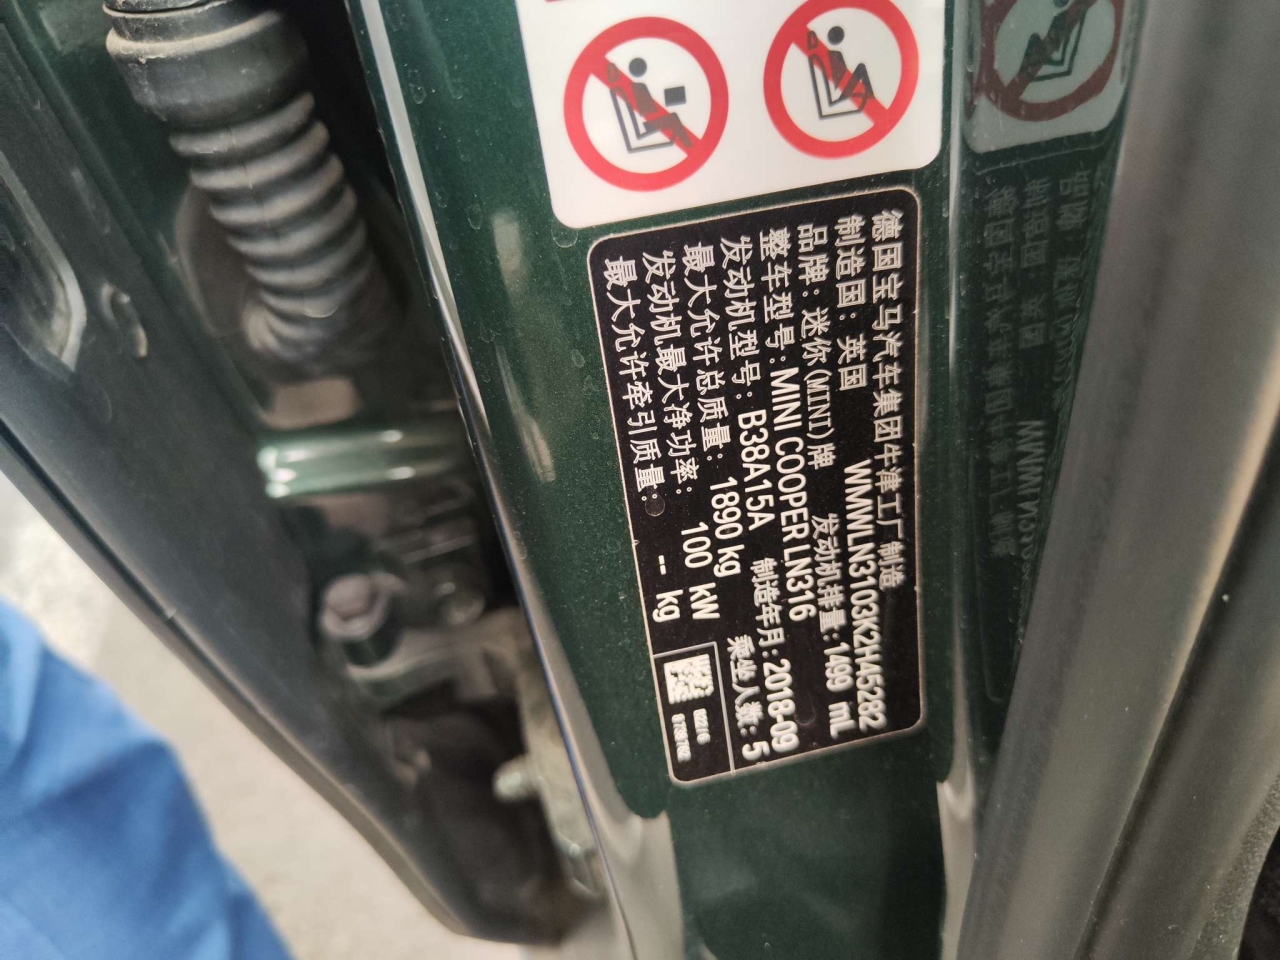 德国宝马汽车集团牛津工厂制造
制造国：英国 WMWLN3103K2H45282
品牌：迷你(MINI)牌 发动机排量：1499 mL
整车型号：MINI COOPER LN316
发动机型号：B38A15A 制造年月：2018-09
最大允许总质量：1890 kg 乘坐人数：5
发动机最大净功率：100 kW
最大允许牵引质量：-- kg